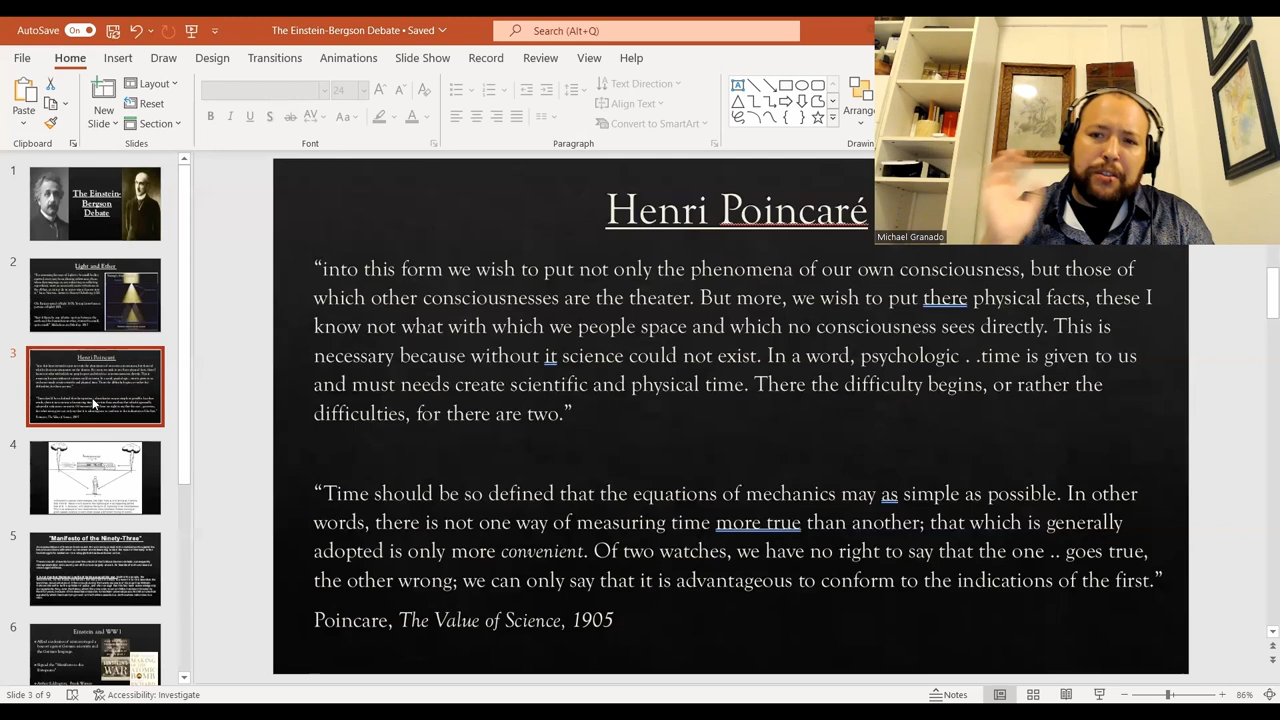 AutoSave
On
The Einstein-Bergson Debate • Saved
Search (Alt+Q)
File
Home
Insert
Draw
Design
Transitions
Animations
Slide Show
Record
Review
View
Help
Paste
New
Slide
Layout
Reset
Section
24
Text Direction
Align Text
Convert to SmartArt
Arrange
Clipboard
Slides
Font
Paragraph
Drawin
Michael Granado
1
The Einstein-
Bergson
Debate
2
Light and Ether
3
Henri Poincaré
4
5
"Manifesto of the Ninety-Three"
6
Einstein and WW I
Henri Poincaré
“into this form we wish to put not only the phenomena of our own consciousness, but those of
which other consciousnesses are the theater. But more, we wish to put there physical facts, these I
know not what with which we people space and which no consciousness sees directly. This is
necessary because without it science could not exist. In a word, psychologic . .time is given to us
and must needs create scientific and physical time. There the difficulty begins, or rather the
difficulties, for there are two.”
“Time should be so defined that the equations of mechanics may as simple as possible. In other
words, there is not one way of measuring time more true than another; that which is generally
adopted is only more convenient. Of two watches, we have no right to say that the one .. goes true,
the other wrong; we can only say that it is advantageous to conform to the indications of the first.”
Poincare, The Value of Science, 1905
Slide 3 of 9
Accessibility: Investigate
Notes
86%